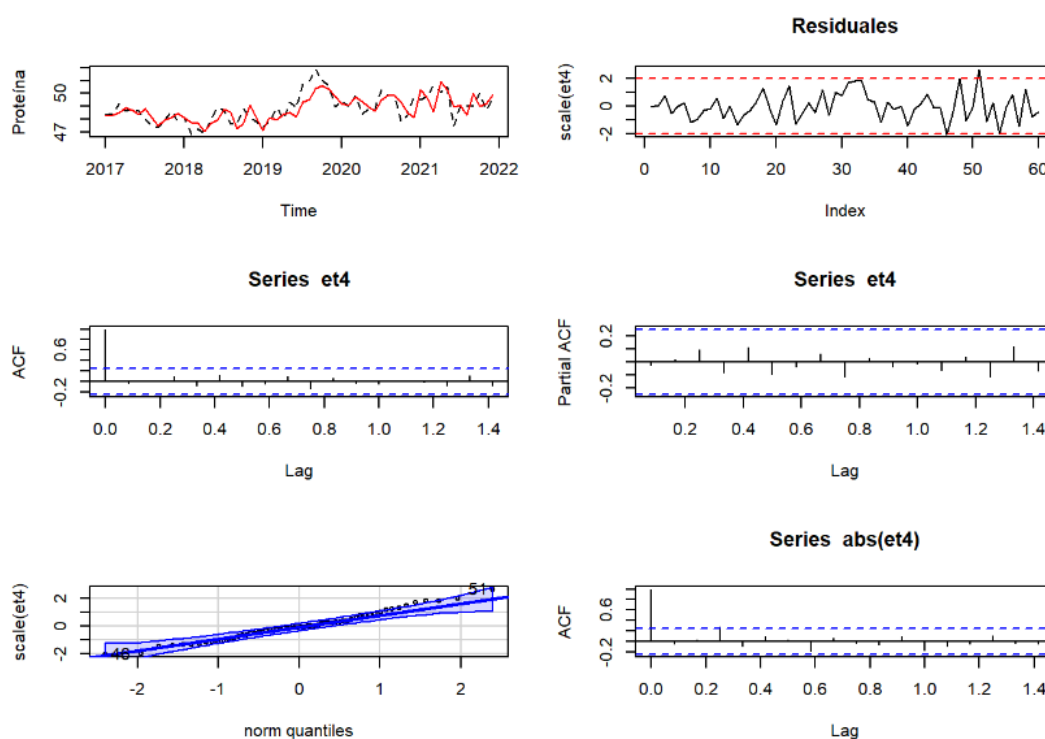 Residuales
Proteína
50
47
2017 2018 2019 2020 2021 2022
Time
scale(et4)
2
0
-2
0 10 20 30 40 50 60
Index
Series et4
ACF
0.6
-0.2
0.0 0.2 0.4 0.6 0.8 1.0 1.2 1.4
Lag
Series et4
Partial ACF
0.2
-0.2
0.2 0.4 0.6 0.8 1.0 1.2 1.4
Lag
scale(et4)
2
0
-2
51
46
-2 -1 0 1 2
norm quantiles
Series abs(et4)
ACF
0.6
-0.2
0.0 0.2 0.4 0.6 0.8 1.0 1.2 1.4
Lag